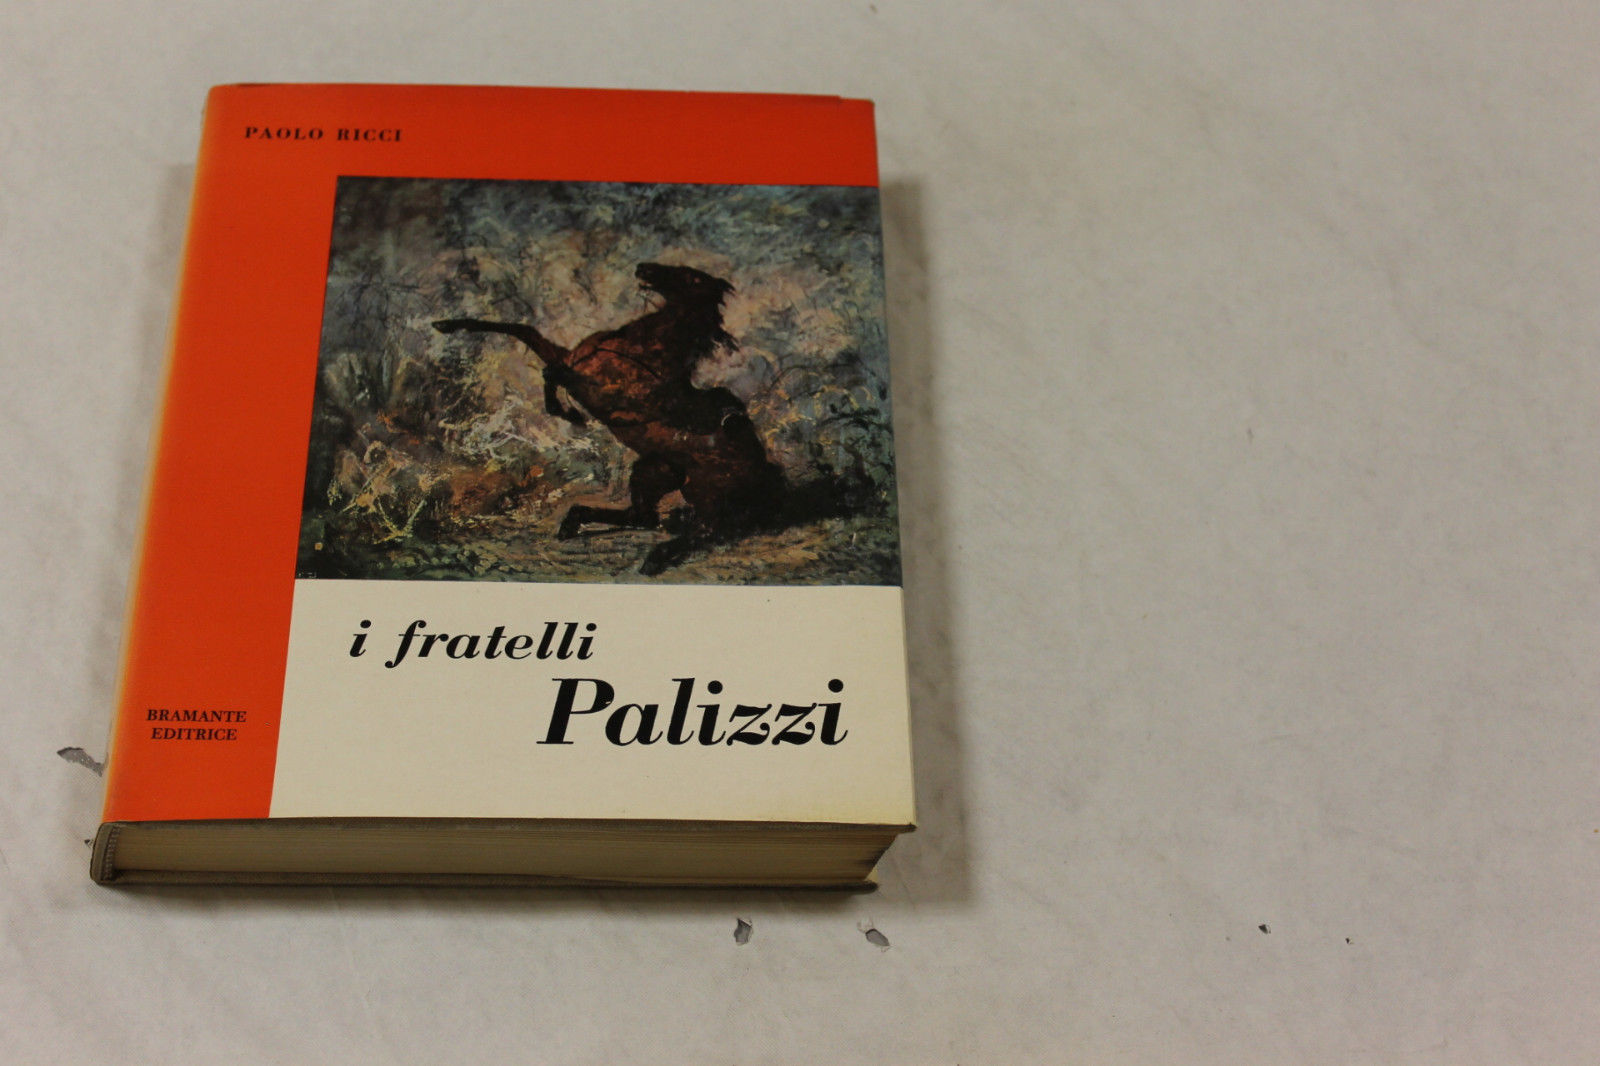 PAOLO RICCI
i fratelli
Palizzi
BRAMANTE
EDITRICE